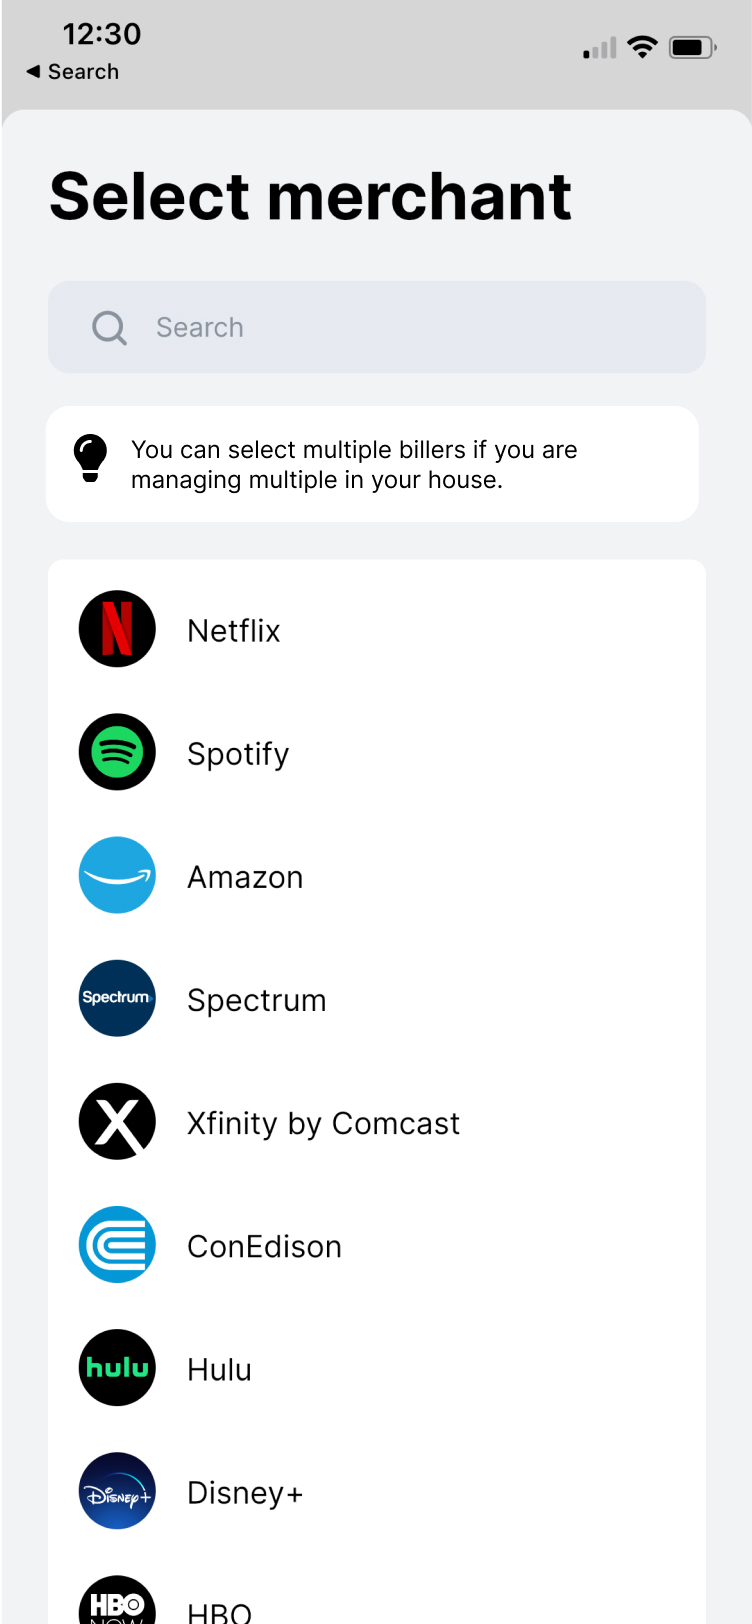 12:30
◀ Search
Select merchant
Search
You can select multiple billers if you are
managing multiple in your house.
Netflix
Spotify
Amazon
Spectrum
Spectrum
Xfinity by Comcast
ConEdison
hulu
Hulu
Disney+
Disney+
HBO
NOW
HBO